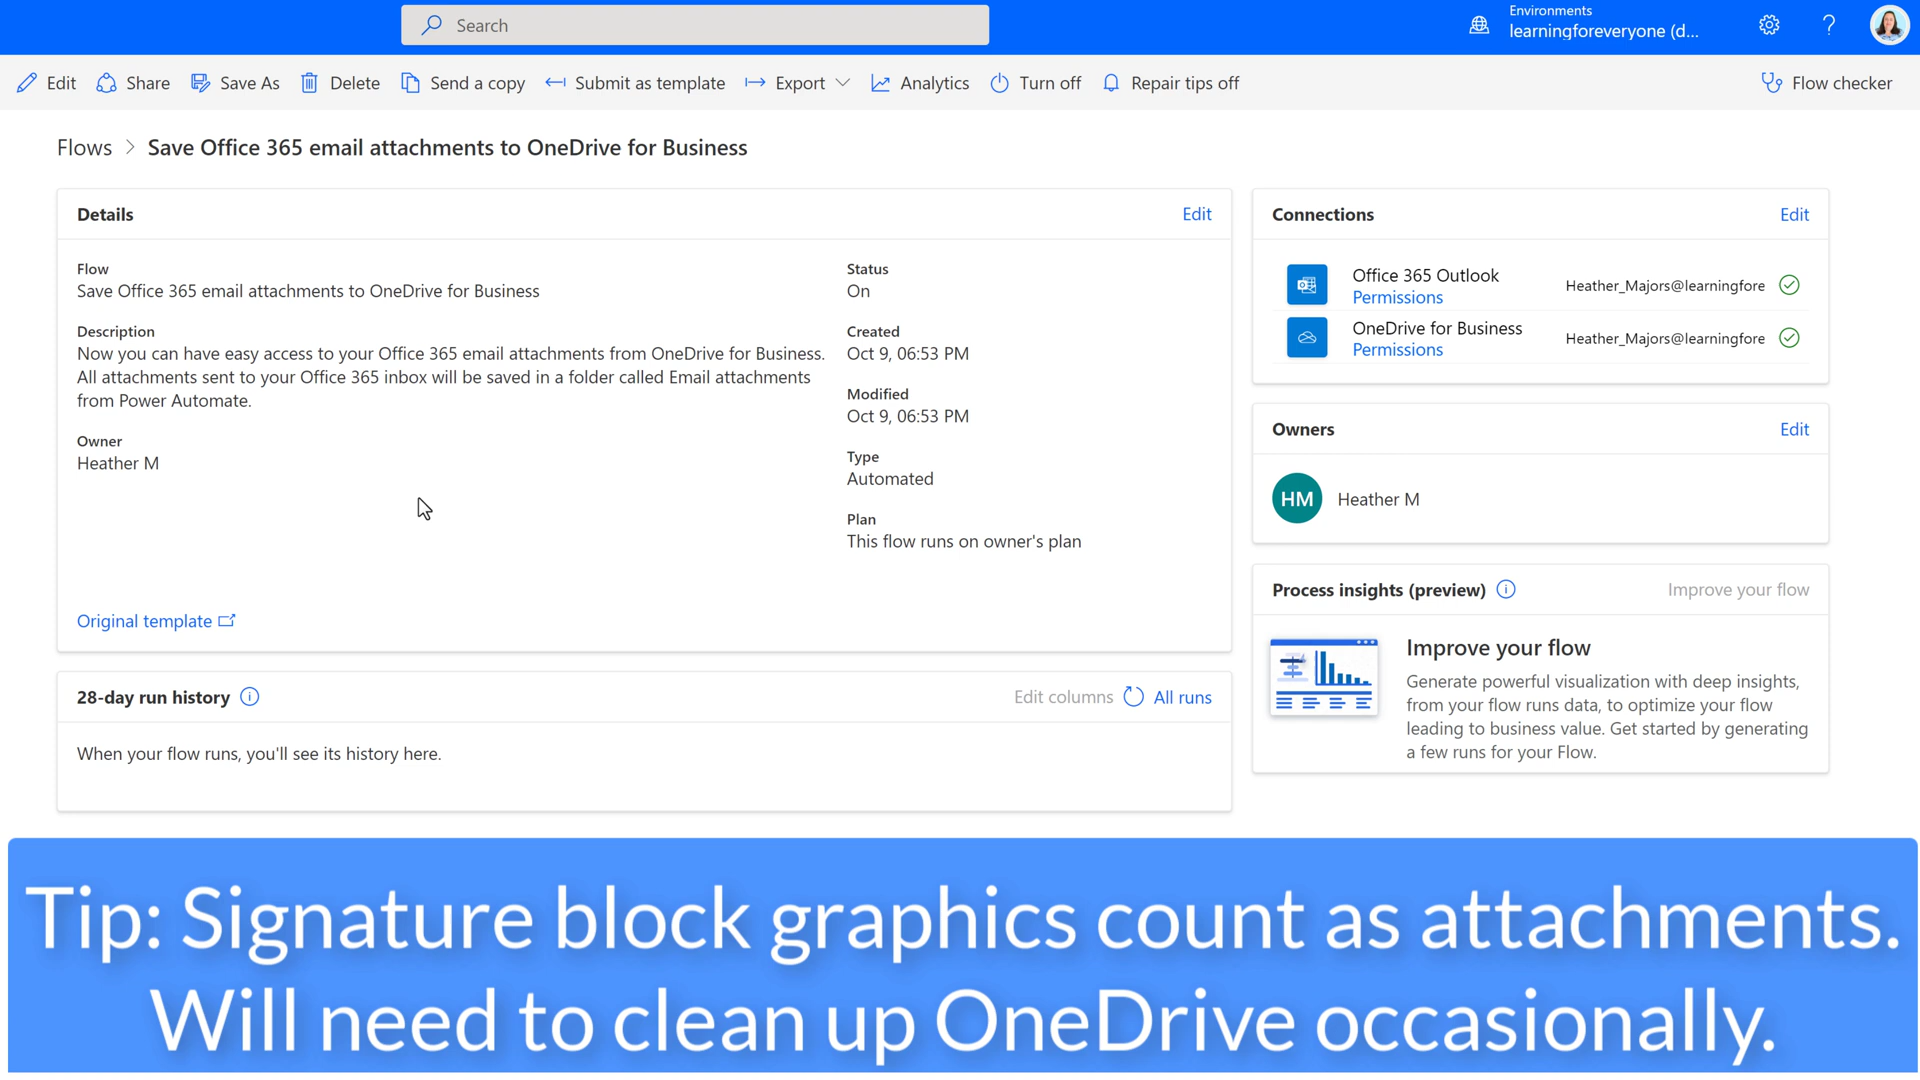 Search
Environments
learningforeveryone (d...
Edit
Share
Save As
Delete
Send a copy
Submit as template
Export
Analytics
Turn off
Repair tips off
Flow checker
Flows > Save Office 365 email attachments to OneDrive for Business
Details
Edit
Flow
Save Office 365 email attachments to OneDrive for Business
Description
Now you can have easy access to your Office 365 email attachments from OneDrive for Business.
All attachments sent to your Office 365 inbox will be saved in a folder called Email attachments
from Power Automate.
Owner
Heather M
Status
On
Created
Oct 9, 06:53 PM
Modified
Oct 9, 06:53 PM
Type
Automated
Plan
This flow runs on owner's plan
Original template
28-day run history
Edit columns
All runs
When your flow runs, you'll see its history here.
Connections
Edit
Office 365 Outlook
Permissions
Heather_Majors@learningfore
OneDrive for Business
Permissions
Heather_Majors@learningfore
Owners
Edit
HM
Heather M
Process insights (preview)
Improve your flow
Improve your flow
Generate powerful visualization with deep insights,
from your flow runs data, to optimize your flow
leading to business value. Get started by generating
a few runs for your Flow.
Tip: Signature block graphics count as attachments.
Will need to clean up OneDrive occasionally.